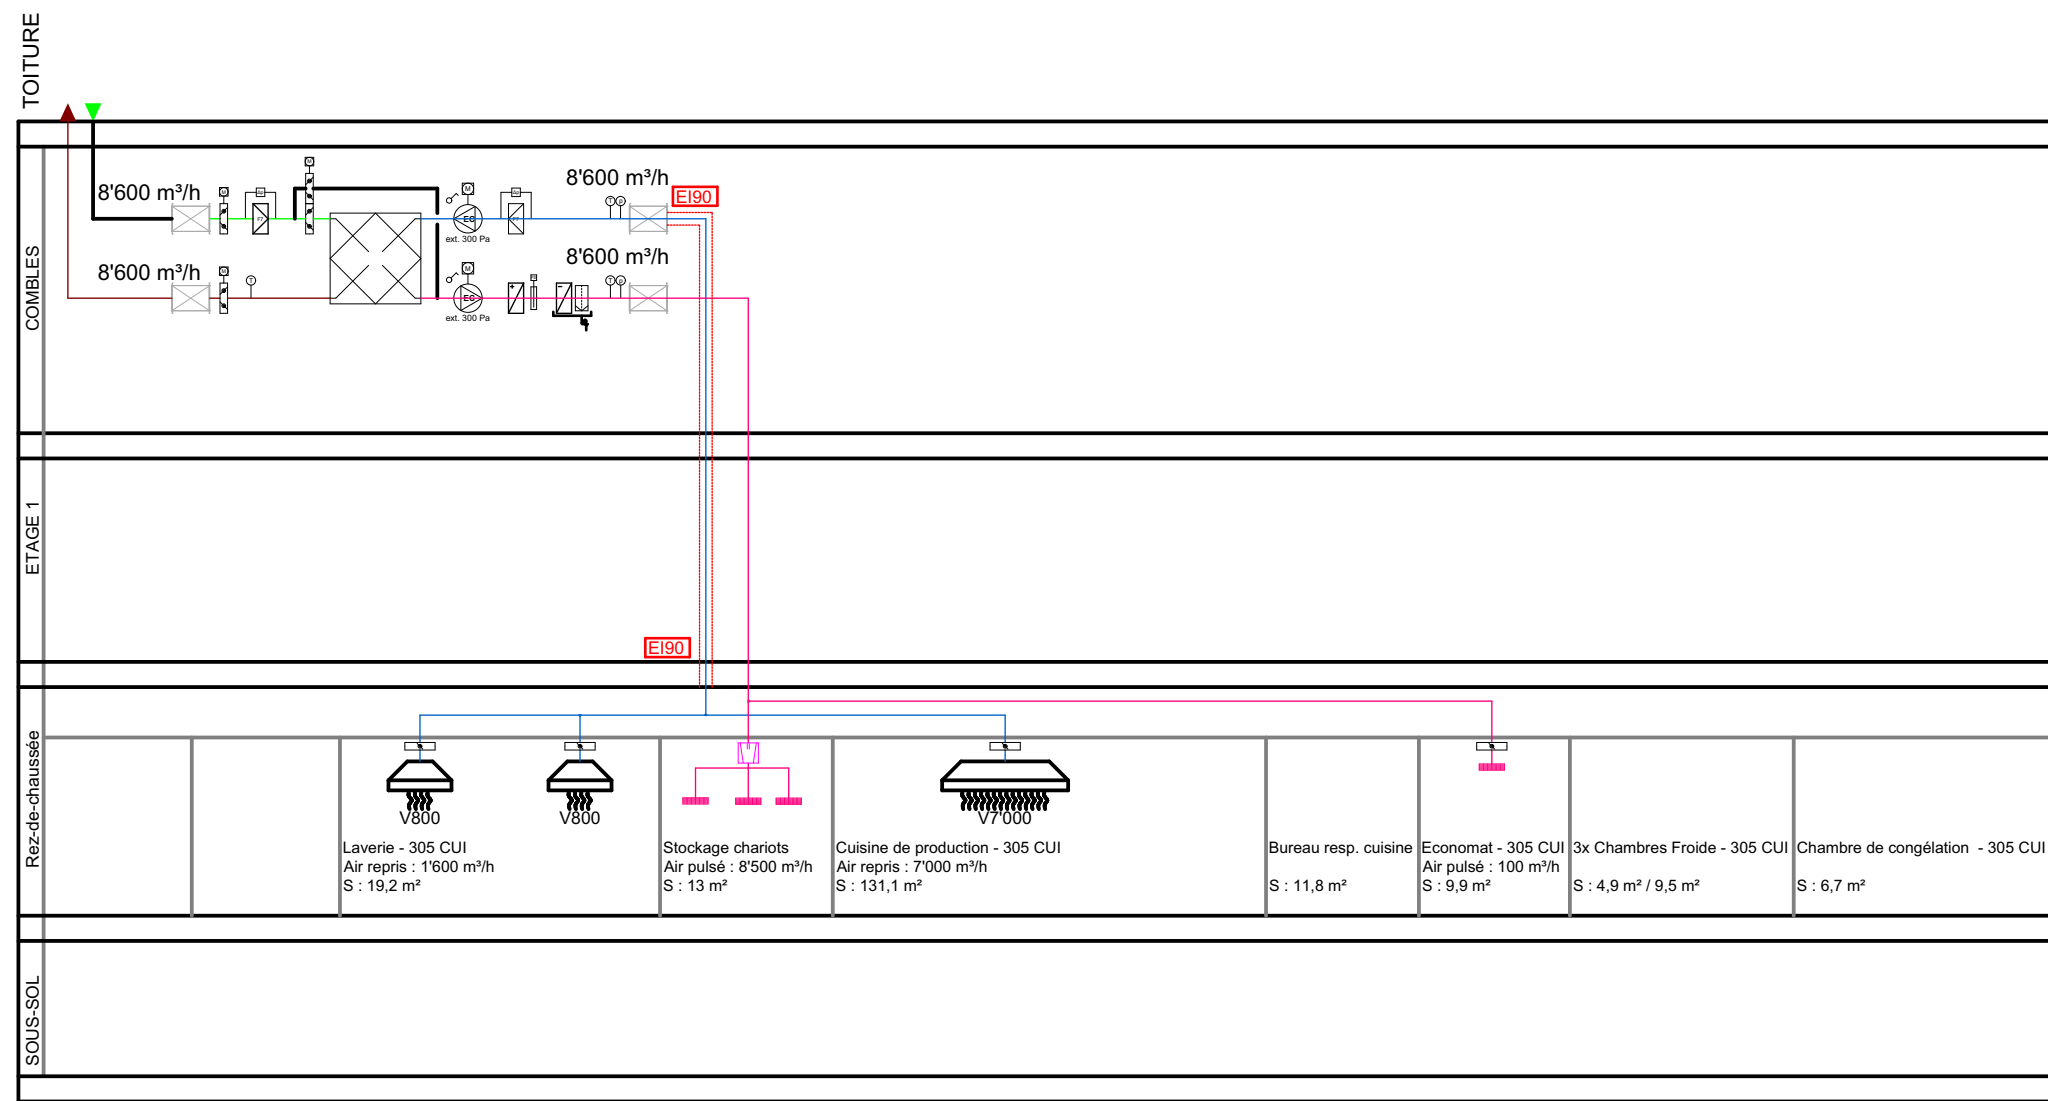 TOITURE
COMBLES
ETAGE 1
Rez-de-chaussée
SOUS-SOL
8'600 m³/h
8'600 m³/h
8'600 m³/h
8'600 m³/h
EI90
M
M
M
M
M
F7
F7
T
T
P
T
P
EC
ext. 300 Pa
EC
ext. 300 Pa
+
-
EI90
V800
V800
V7'000
Laverie - 305 CUI
Air repris : 1'600 m³/h
S : 19,2 m²
Stockage chariots
Air pulsé : 8'500 m³/h
S : 13 m²
Cuisine de production - 305 CUI
Air repris : 7'000 m³/h
S : 131,1 m²
Bureau resp. cuisine
S : 11,8 m²
Economat - 305 CUI
Air pulsé : 100 m³/h
S : 9,9 m²
3x Chambres Froide - 305 CUI
S : 4,9 m² / 9,5 m²
Chambre de congélation - 305 CUI
S : 6,7 m²